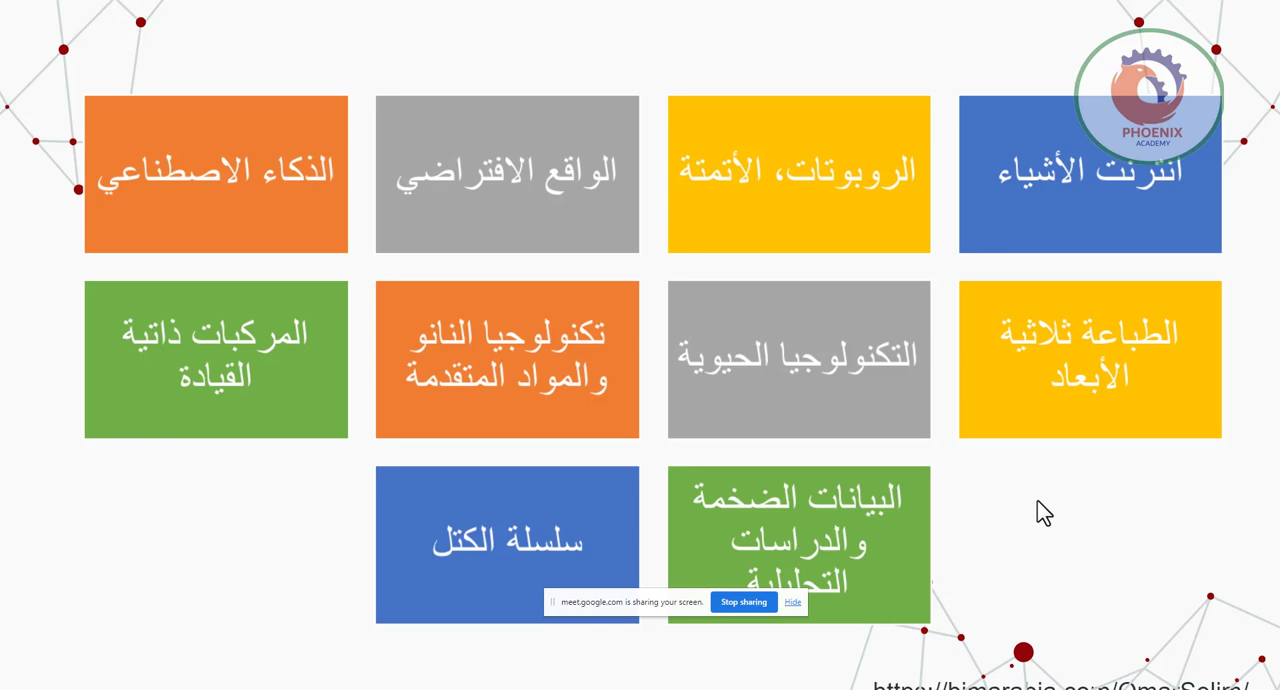 PHOENIX
ACADEMY
انترنت الأشياء
الروبوتات، الأتمتة
الواقع الافتراضي
الذكاء الاصطناعي
الطباعة ثلاثية
الأبعاد
التكنولوجيا الحيوية
تكنولوجيا النانو
والمواد المتقدمة
المركبات ذاتية
القيادة
البيانات الضخمة
والدراسات
التحليلية
سلسلة الكتل
meet.google.com is sharing your screen. Stop sharing Hide